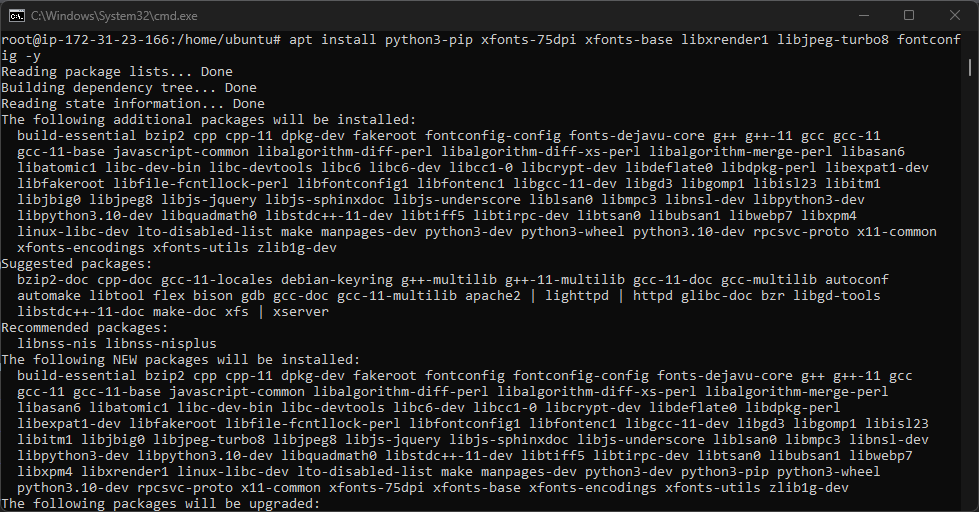 C:\Windows\System32\cmd.exe
root@ip-172-31-23-166:/home/ubuntu# apt install python3-pip xfonts-75dpi xfonts-base libxrender1 libjpeg-turbo8 fontconf
ig -y
Reading package lists... Done
Building dependency tree... Done
Reading state information... Done
The following additional packages will be installed:
  build-essential bzip2 cpp cpp-11 dpkg-dev fakeroot fontconfig-config fonts-dejavu-core g++ g++-11 gcc gcc-11
  gcc-11-base javascript-common libalgorithm-diff-perl libalgorithm-diff-xs-perl libalgorithm-merge-perl libasan6
  libatomic1 libc-dev-bin libc-devtools libc6 libc6-dev libcc1-0 libcrypt-dev libdeflate0 libdpkg-perl libexpat1-dev
  libfakeroot libfile-fcntllock-perl libfontconfig1 libfontenc1 libgcc-11-dev libgd3 libgomp1 libisl23 libitm1
  libjbig0 libjpeg8 libjs-jquery libjs-sphinxdoc libjs-underscore liblsan0 libmpc3 libnsl-dev libpython3-dev
  libpython3.10-dev libquadmath0 libstdc++-11-dev libtiff5 libtirpc-dev libtsan0 libubsan1 libwebp7 libxpm4
  linux-libc-dev lto-disabled-list make manpages-dev python3-dev python3-wheel python3.10-dev rpcsvc-proto x11-common
  xfonts-encodings xfonts-utils zlib1g-dev
Suggested packages:
  bzip2-doc cpp-doc gcc-11-locales debian-keyring g++-multilib g++-11-multilib gcc-11-doc gcc-multilib autoconf
  automake libtool flex bison gdb gcc-doc gcc-11-multilib apache2 | lighttpd | httpd glibc-doc bzr libgd-tools
  libstdc++-11-doc make-doc xfs | xserver
Recommended packages:
  libnss-nis libnss-nisplus
The following NEW packages will be installed:
  build-essential bzip2 cpp cpp-11 dpkg-dev fakeroot fontconfig fontconfig-config fonts-dejavu-core g++ g++-11 gcc
  gcc-11 gcc-11-base javascript-common libalgorithm-diff-perl libalgorithm-diff-xs-perl libalgorithm-merge-perl
  libasan6 libatomic1 libc-dev-bin libc-devtools libc6-dev libcc1-0 libcrypt-dev libdeflate0 libdpkg-perl
  libexpat1-dev libfakeroot libfile-fcntllock-perl libfontconfig1 libfontenc1 libgcc-11-dev libgd3 libgomp1 libisl23
  libitm1 libjbig0 libjpeg-turbo8 libjpeg8 libjs-jquery libjs-sphinxdoc libjs-underscore liblsan0 libmpc3 libnsl-dev
  libpython3-dev libpython3.10-dev libquadmath0 libstdc++-11-dev libtiff5 libtirpc-dev libtsan0 libubsan1 libwebp7
  libxpm4 libxrender1 linux-libc-dev lto-disabled-list make manpages-dev python3-dev python3-pip python3-wheel
  python3.10-dev rpcsvc-proto x11-common xfonts-75dpi xfonts-base xfonts-encodings xfonts-utils zlib1g-dev
The following packages will be upgraded: